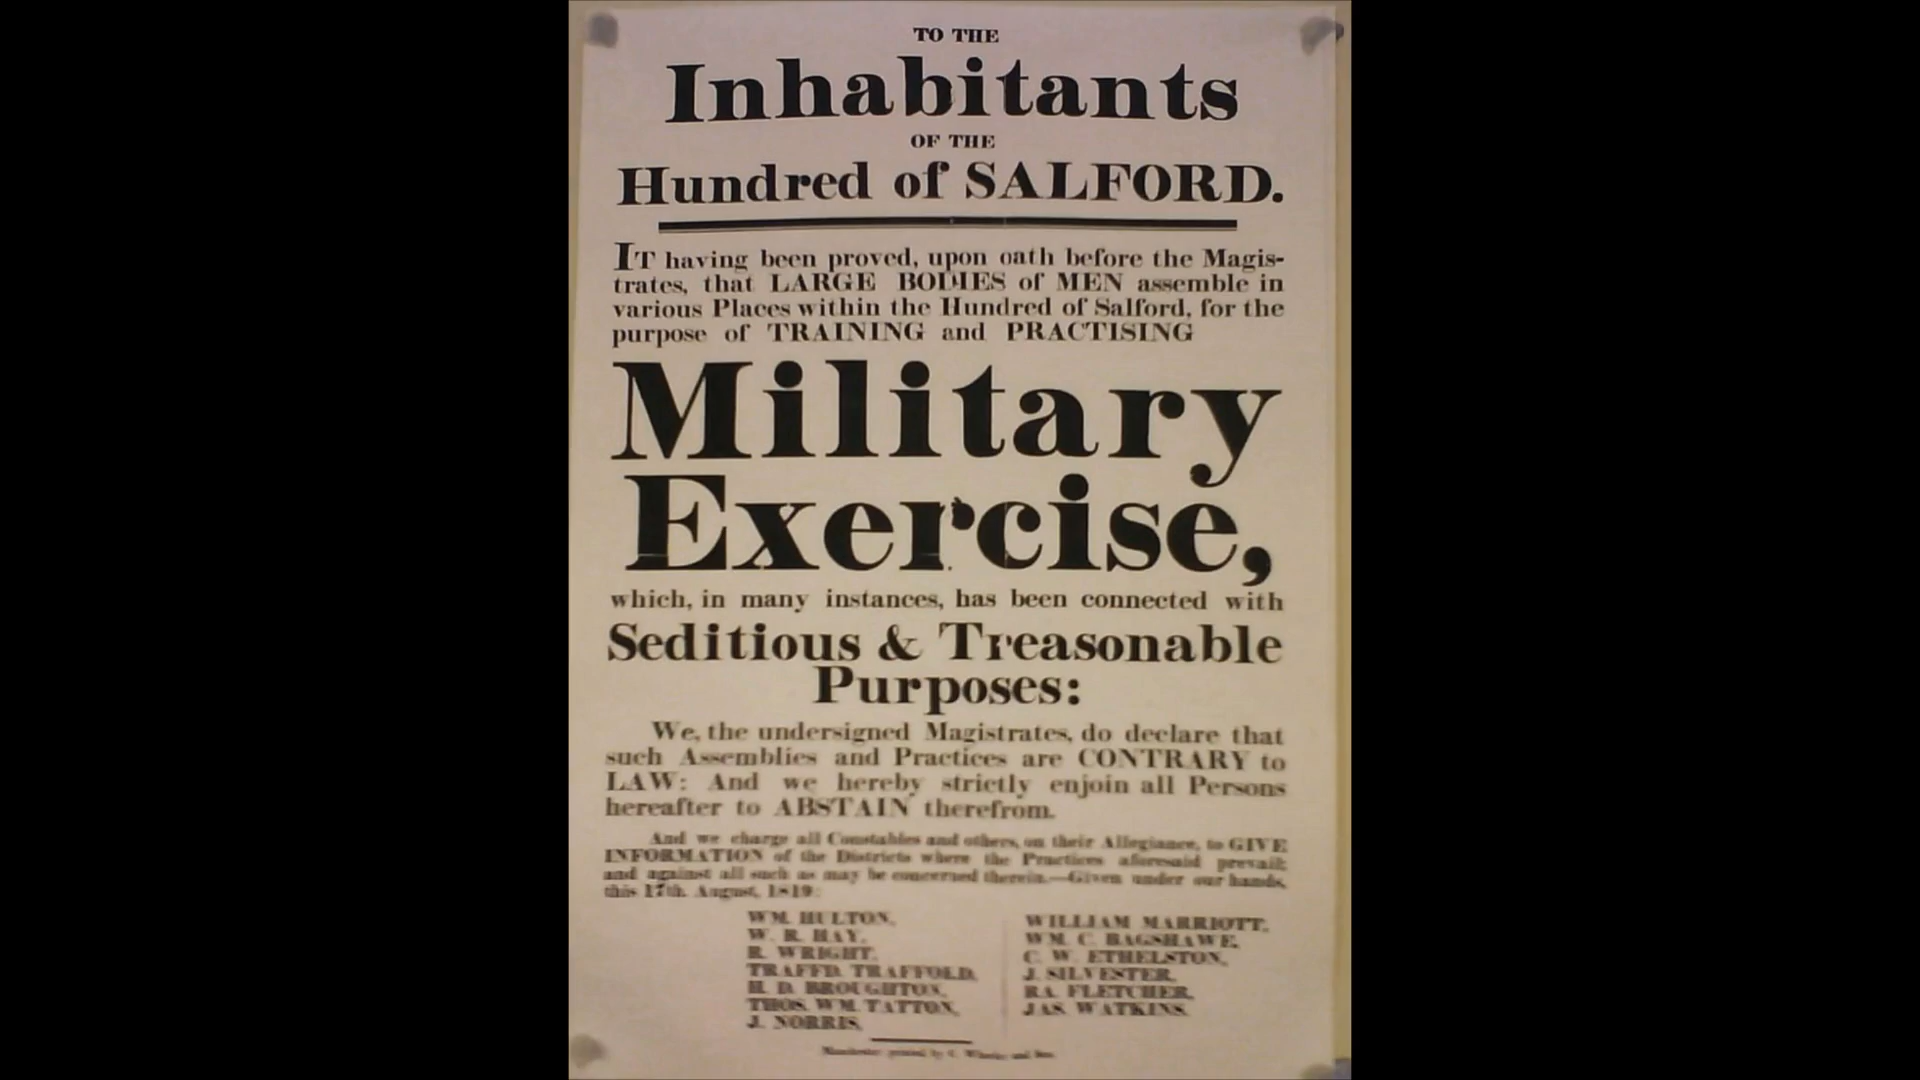 TO THE
Inhabitants
OF THE
Hundred of SALFORD.
IT having been proved, upon oath before the Magis-
trates, that LARGE BODIES of MEN assemble in
various Places within the Hundred of Salford, for the
purpose of TRAINING and PRACTISING
Military
Exercise,
which, in many instances, has been connected with
Seditious & Treasonable
Purposes:
We, the undersigned Magistrates, do declare that
such Assemblies and Practices are CONTRARY to
LAW: And we hereby strictly enjoin all Persons
hereafter to ABSTAIN therefrom.
And we charge all Constables and others, on their Allegiance, to GIVE
INFORMATION of the Districts where the Practices aforesaid prevail;
and against all such as may be concerned therein.—Given under our hands,
this 17th. August, 1819:
WM. HULTON,
W. R. HAY,
R. WRIGHT,
TRAFFD. TRAFFOLD,
H. D. BROUGHTON,
THOS. WM. TATTON,
J. NORRIS,
WILLIAM MARRIOTT,
WM. C. BAGSHAWE,
C. W. ETHELSTON,
J. SILVESTER,
RA. FLETCHER,
JAS. WATKINS.
Manchester: printed by C. Wheeler and Son.